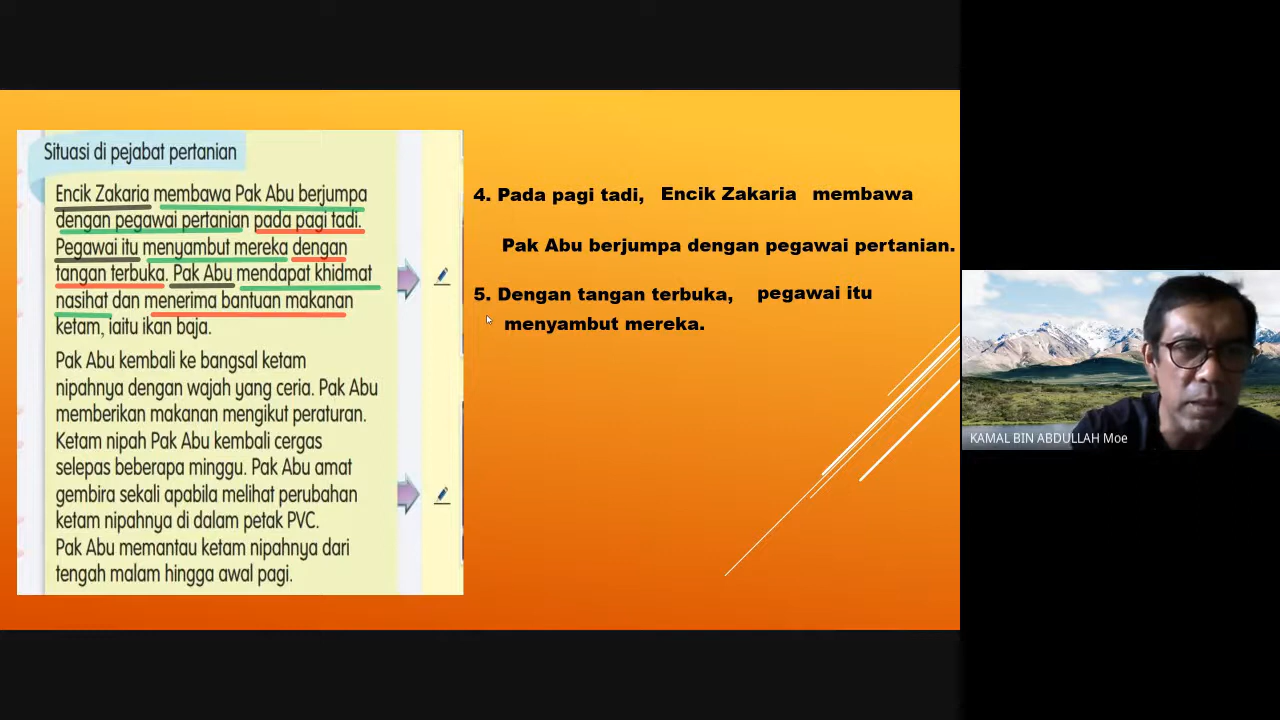 Situasi di pejabat pertanian
Encik Zakaria membawa Pak Abu berjumpa
dengan pegawai pertanian pada pagi tadi.
Pegawai itu menyambut mereka dengan
tangan terbuka. Pak Abu mendapat khidmat
nasihat dan menerima bantuan makanan
ketam, iaitu ikan baja.
Pak Abu kembali ke bangsal ketam
nipahnya dengan wajah yang ceria. Pak Abu
memberikan makanan mengikut peraturan.
Ketam nipah Pak Abu kembali cergas
selepas beberapa minggu. Pak Abu amat
gembira sekali apabila melihat perubahan
ketam nipahnya di dalam petak PVC.
Pak Abu memantau ketam nipahnya dari
tengah malam hingga awal pagi.
4. Pada pagi tadi, Encik Zakaria membawa
Pak Abu berjumpa dengan pegawai pertanian.
5. Dengan tangan terbuka, pegawai itu
menyambut mereka.
KAMAL BIN ABDULLAH Moe